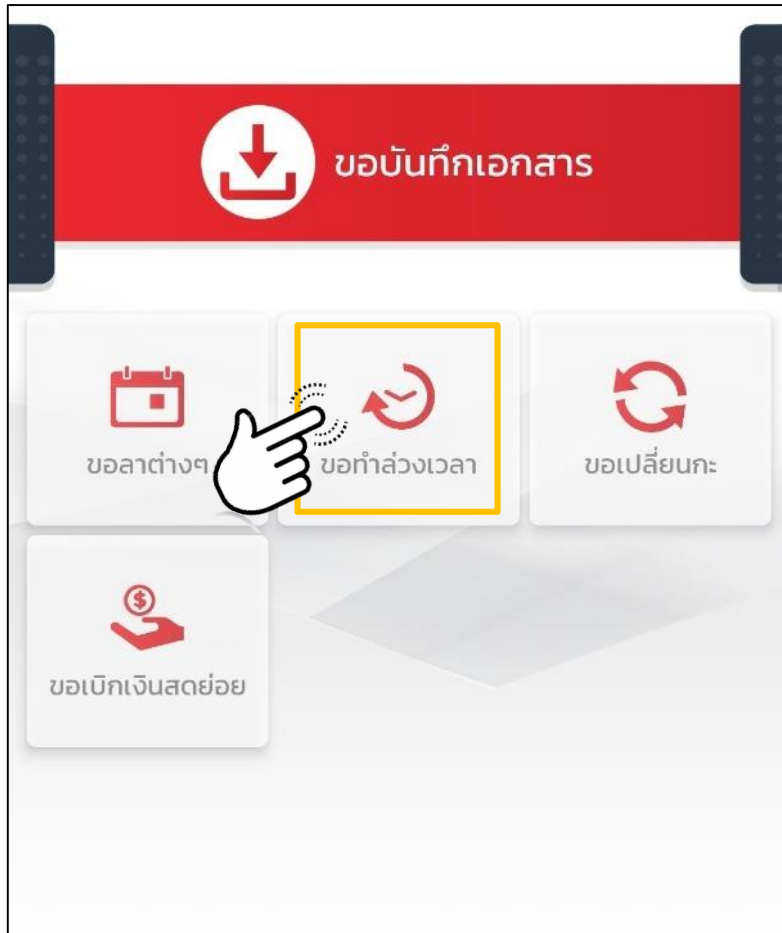 ขอบันทึกเอกสาร
ขอลาต่างๆ
ขอทำล่วงเวลา
ขอเปลี่ยนกะ
ขอเบิกเงินสดย่อย